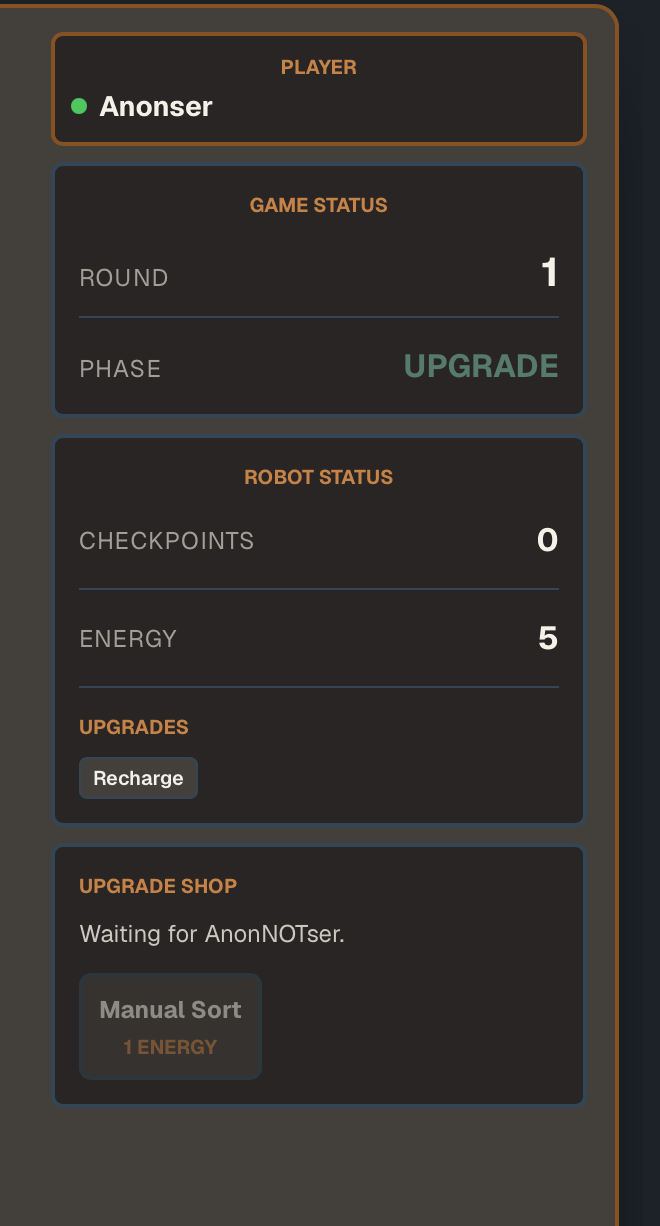 PLAYER
Anonser
GAME STATUS
ROUND 1
PHASE UPGRADE
ROBOT STATUS
CHECKPOINTS 0
ENERGY 5
UPGRADES
Recharge
UPGRADE SHOP
Waiting for AnonNOTser.
Manual Sort
1 ENERGY